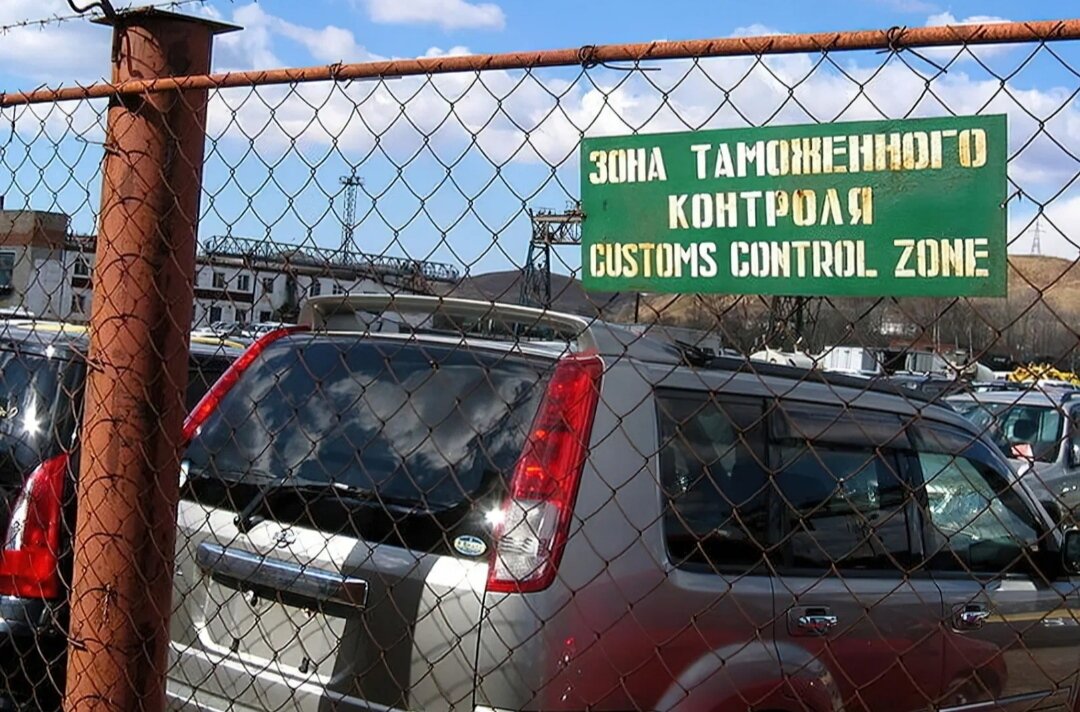 ЗОНА ТАМОЖЕННОГО
КОНТРОЛЯ
CUSTOMS CONTROL ZONE